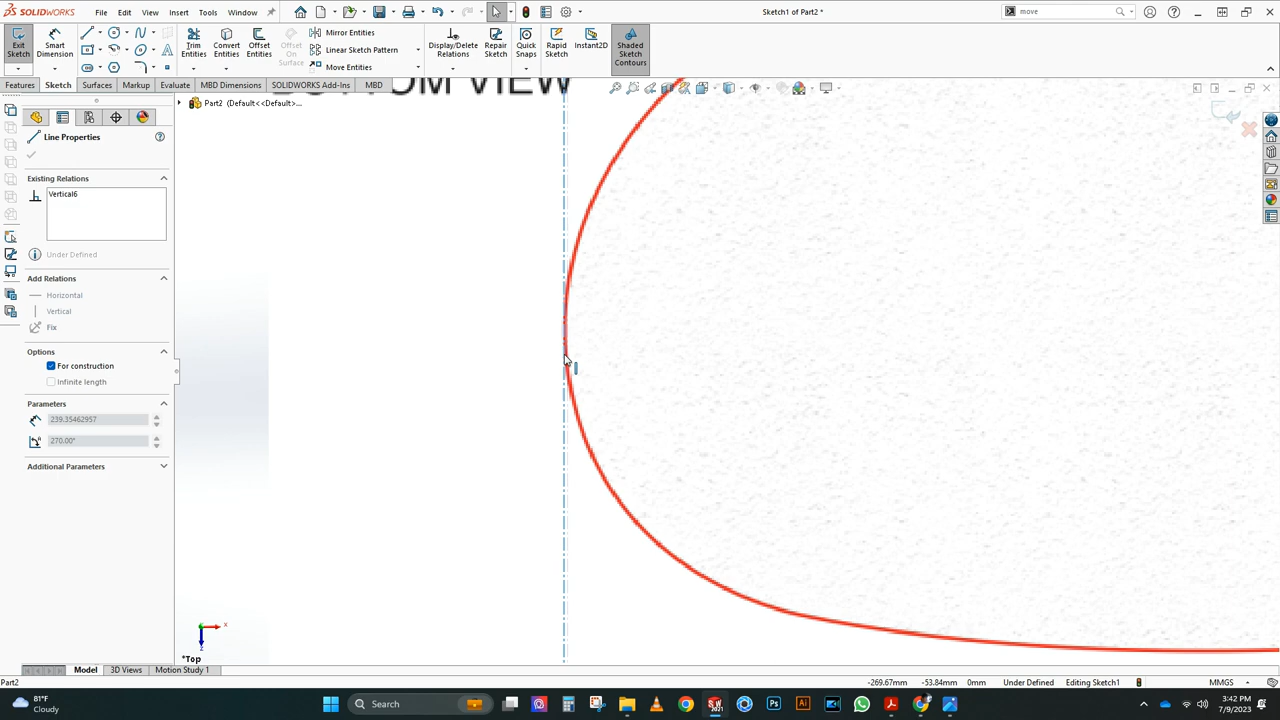 SOLIDWORKS File Edit View Insert Tools Window Sketch1 of Part2 * move
Exit Sketch Smart Dimension Trim Entities Convert Entities Offset Entities Offset On Surface Mirror Entities Linear Sketch Pattern Move Entities Display/Delete Relations Repair Sketch Quick Snaps Rapid Sketch Instant2D Shaded Sketch Contours
Features Sketch Markup Evaluate MBD Dimensions SOLIDWORKS Add-Ins MBD
BOTTOM VIEW
Part2 (Default<<Default>...
Line Properties
Existing Relations
Vertical6
Under Defined
Add Relations
Horizontal
Vertical
Fix
Options
For construction
Infinite length
Parameters
239.35462957
270.00°
Additional Parameters
x
z
*Top
Model 3D Views Motion Study 1
Part2 -269.67mm -53.84mm 0mm Under Defined Editing Sketch1 MMGS
81°F
Cloudy
Search
3:42 PM
7/9/2023